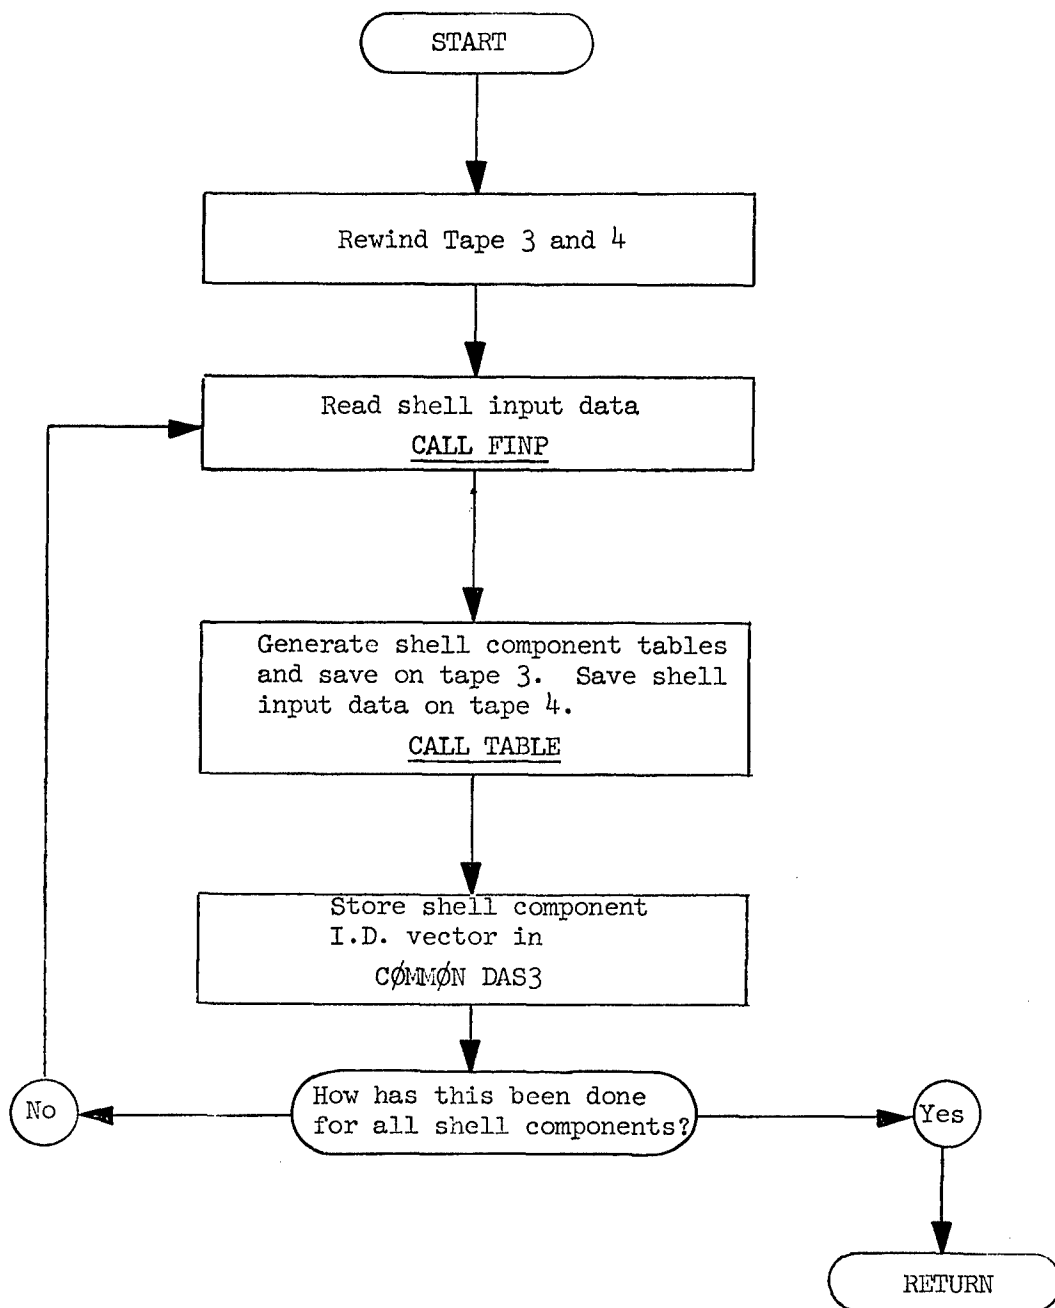 START
Rewind Tape 3 and 4
Read shell input data
CALL FINP
Generate shell component tables
and save on tape 3. Save shell
input data on tape 4.
CALL TABLE
Store shell component
I.D. vector in
CØMMØN DAS3
How has this been done
for all shell components?
No
Yes
RETURN